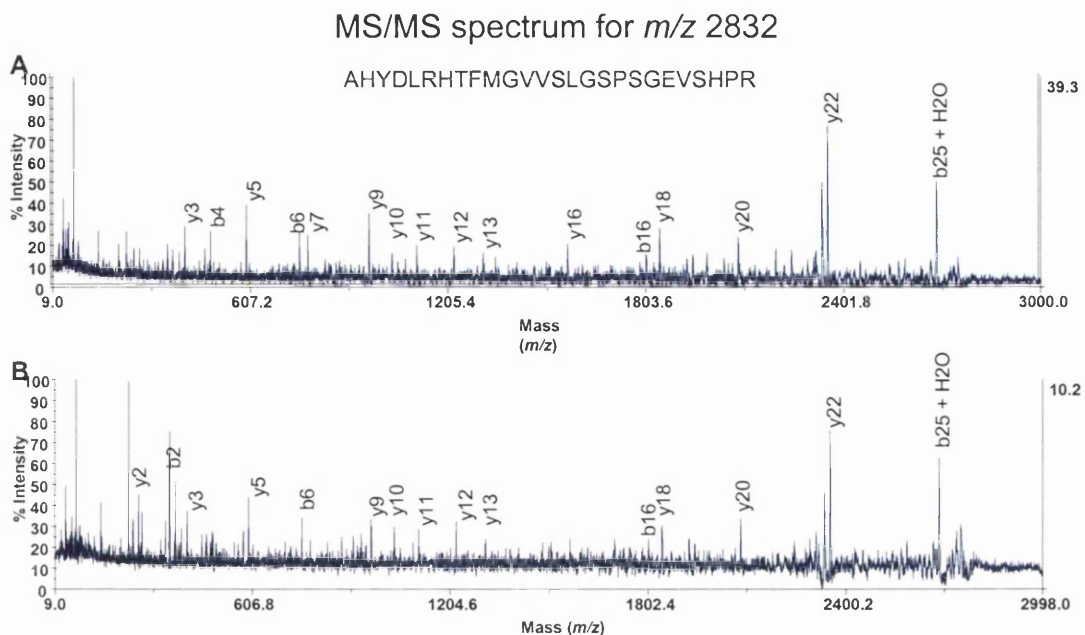 MS/MS spectrum for m/z 2832
A
AHYDLRHTFMGVVSLGSPSGEVSHPR
39.3
% Intensity
100
90
80
70
60
50
40
30
20
10
0
y3
b4
y5
b6
y7
y9
y10
y11
y12
y13
y16
b16
y18
y20
y22
b25 + H2O
9.0 607.2 1205.4 1803.6 2401.8 3000.0
Mass
(m/z)
B
10.2
% Intensity
100
90
80
70
60
50
40
30
20
10
0
y2
b2
y3
y5
b6
y9
y10
y11
y12
y13
b16
y18
y20
y22
b25 + H2O
9.0 606.8 1204.6 1802.4 2400.2 2998.0
Mass (m/z)